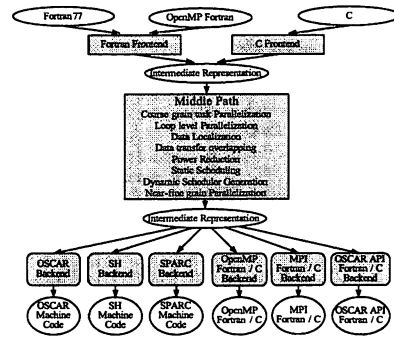 Fortran77
OpenMP Fortran
C
Fortran Frontend
C Frontend
Intermediate Representation
Middle Path
Coarse grain task Parallelization
Loop level Parallelization
Data Localization
Data transfer overlapping
Power Reduction
Static Scheduling
Dynamic Schedulor Generation
Near-fine grain Parallelization
Intermediate Representation
OSCAR
Backend
SH
Backend
SPARC
Backend
OpenMP
Fortran / C
Backend
MPI
Fortran / C
Backend
OSCAR API
Fortran / C
Backend
OSCAR
Machine
Code
SH
Machine
Code
SPARC
Machine
Code
OpenMP
Fortran / C
MPI
Fortran / C
OSCAR API
Fortran / C